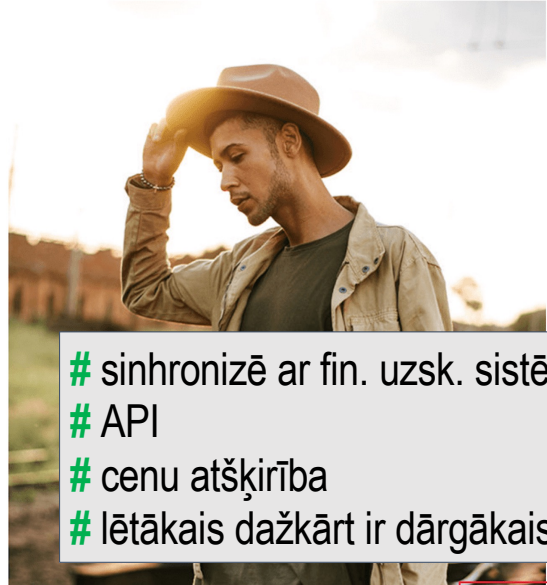 # sinhronizē ar fin. uzsk. sistē
# API
# cenu atšķirība
# lētākais dažkārt ir dārgākais